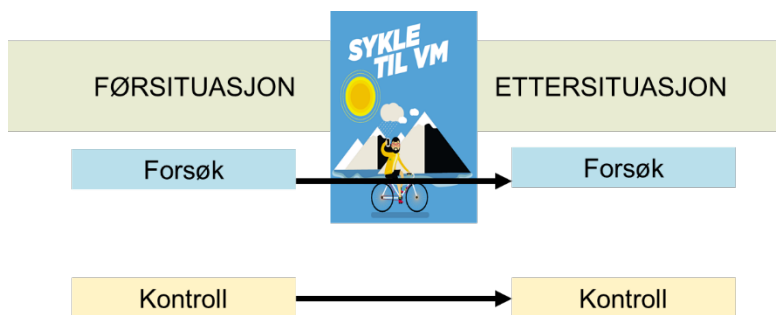 SYKLE
TIL VM
FØRSITUASJON
ETTERSITUASJON
Forsøk
Forsøk
Kontroll
Kontroll